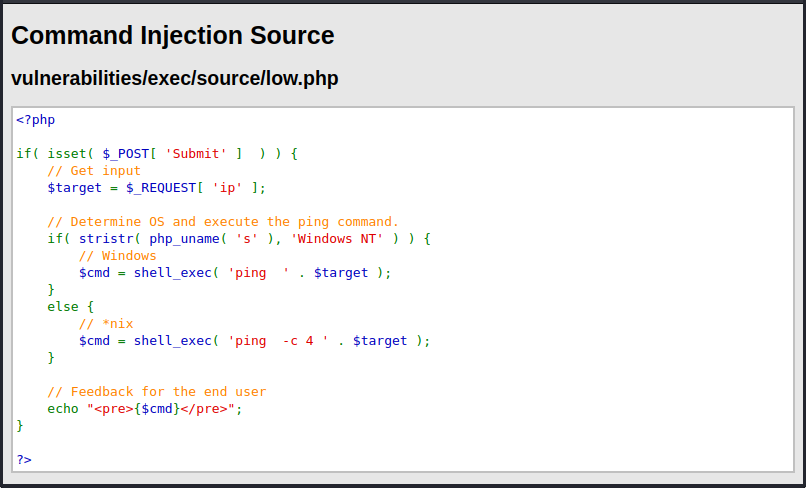 Command Injection Source
vulnerabilities/exec/source/low.php
<?php
if( isset( $_POST[ 'Submit' ]  ) ) {
    // Get input
    $target = $_REQUEST[ 'ip' ];
    // Determine OS and execute the ping command.
    if( stristr( php_uname( 's' ), 'Windows NT' ) ) {
        // Windows
        $cmd = shell_exec( 'ping  ' . $target );
    }
    else {
        // *nix
        $cmd = shell_exec( 'ping  -c 4 ' . $target );
    }
    // Feedback for the end user
    echo "<pre>{$cmd}</pre>";
}
?>